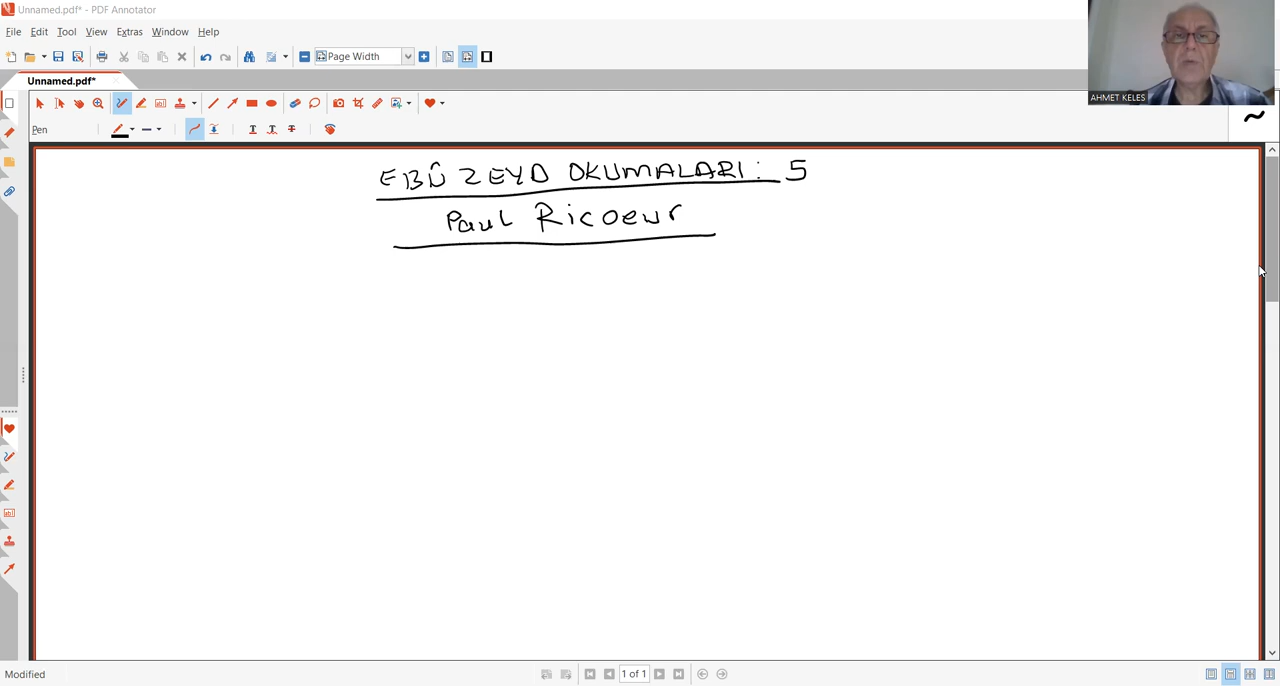 Unnamed.pdf* - PDF Annotator
File Edit Tool View Extras Window Help
Page Width
Unnamed.pdf*
AHMET KELES
Pen
EBÛ ZEYD OKUMALARI: 5
Paul Ricoeur
Modified
1 of 1